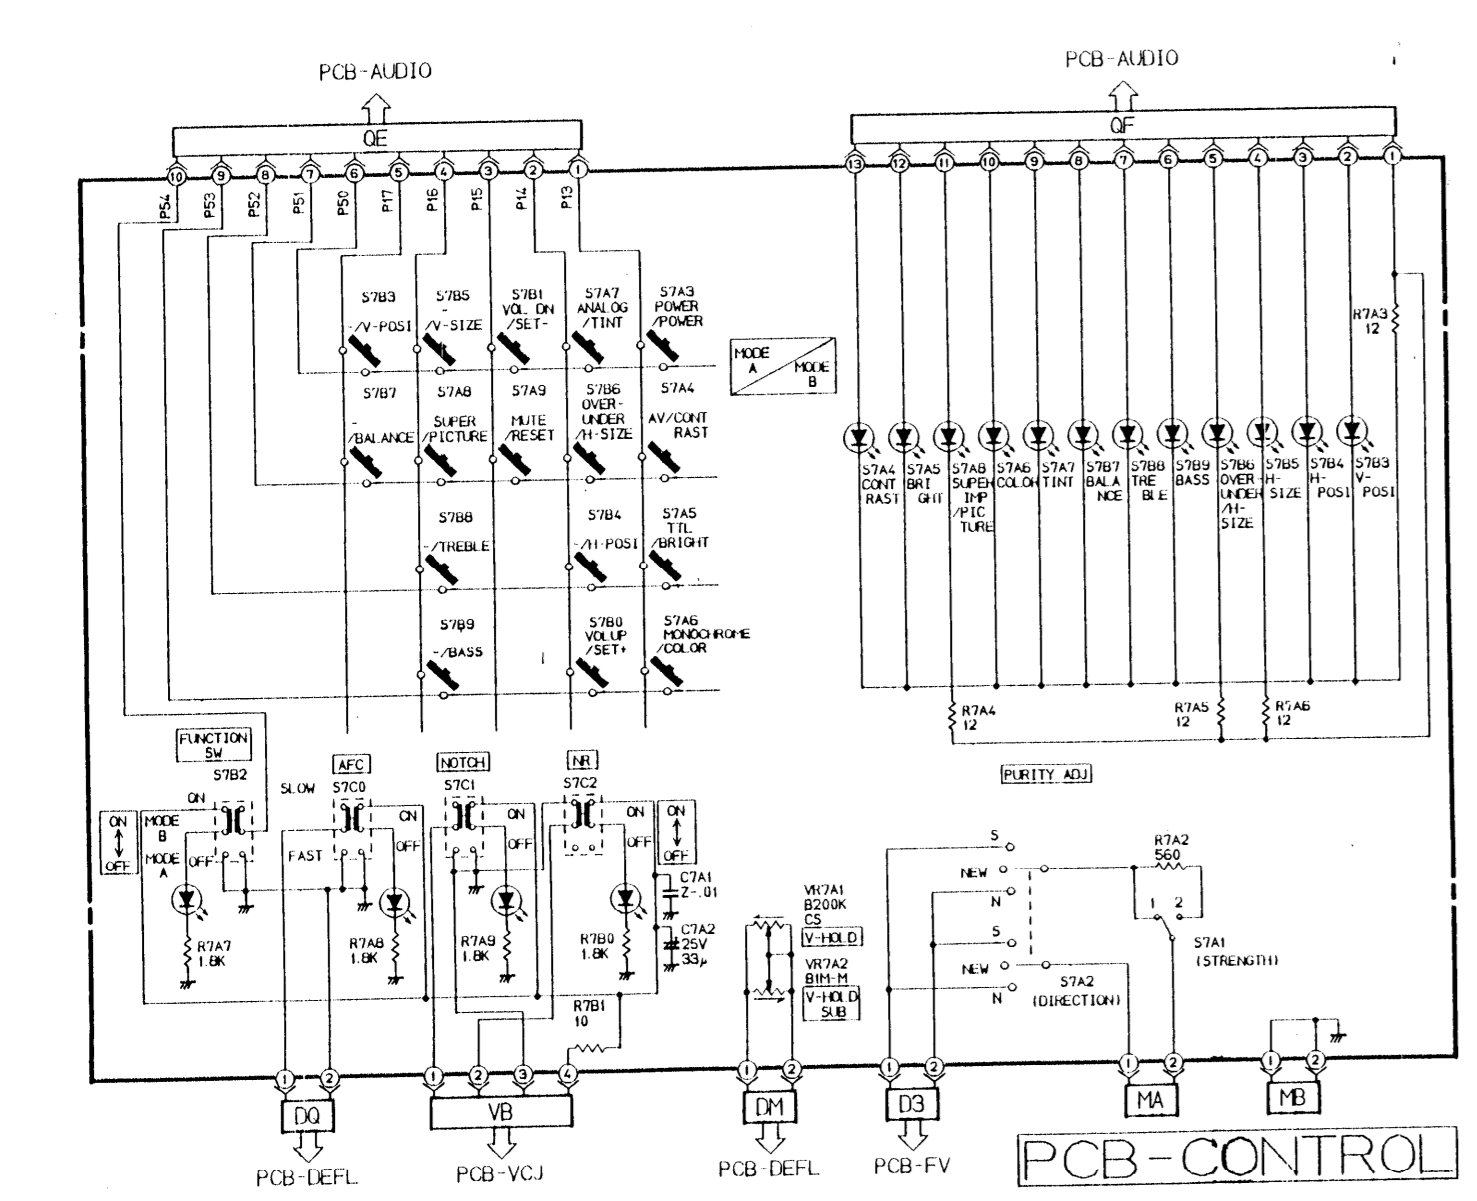 PCB-AUDIO
PCB-AUDIO
QE
QF
10 9 8 7 6 5 4 3 2 1
13 12 11 10 9 8 7 6 5 4 3 2 1
P54 P53 P52 P51 P50 P17 P16 P15 P14 P13
S7B3
-/V-POSI
S7B5
-
/V-SIZE
S7B1
VOL DN
/SET-
S7A7
ANALOG
/TINT
S7A3
POWER
/POWER
R7A3
12
MODE
A
MODE
B
S7B7
-
/BALANCE
S7A8
SUPER
/PICTURE
S7A9
MUTE
/RESET
S7B6
OVER-
UNDER
/H-SIZE
S7A4
AV/CONT
RAST
S7A4
CONT
RAST
S7A5
BRI
GHT
S7A8
SUPER
IMP
/PIC
TURE
S7A6
COLOR
S7A7
TINT
S7B7
BALA
NCE
S7B8
TRE
BLE
S7B9
BASS
S7B6
OVER-
UNDER
/H-
SIZE
S7B5
H-
SIZE
S7B4
H-
POSI
S7B3
V-
POSI
S7B8
-/TREBLE
S7B4
-/H-POSI
S7A5
TTL
/BRIGHT
S7B9
-/BASS
S7B0
VOLUP
/SET+
S7A6
MONOCHROME
/COLOR
R7A4
12
R7A5
12
R7A6
12
FUNCTION
SW
S7B2
ON
MODE
B
MODE
A
OFF
ON
OFF
AFC
SLOW
S7C0
ON
OFF
FAST
NOTCH
S7C1
ON
OFF
NR
S7C2
ON
OFF
ON
OFF
PURITY ADJ
R7A7
1.8K
R7A8
1.8K
R7A9
1.8K
R7B0
1.8K
C7A1
Z-.01
C7A2
25V
33μ
R7B1
10
VR7A1
B200K
CS
V-HOLD
VR7A2
BIM-M
V-HOLD
SUB
S
NEW
N
S
NEW
N
R7A2
560
1 2
S7A1
(STRENGTH)
S7A2
(DIRECTION)
1 2
1 2 3 4
1 2
1 2
1 2
1 2
DQ
VB
DM
D3
MA
MB
PCB-DEFL
PCB-VCJ
PCB-DEFL
PCB-FV
PCB-CONTROL